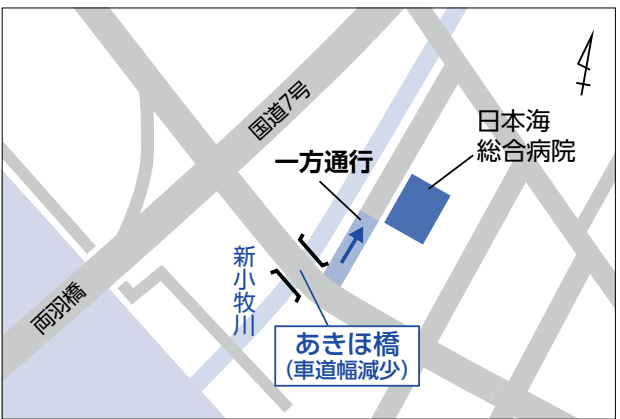 国道7号
日本海
総合病院
一方通行
新小牧川
両羽橋
あきほ橋
(車道幅減少)